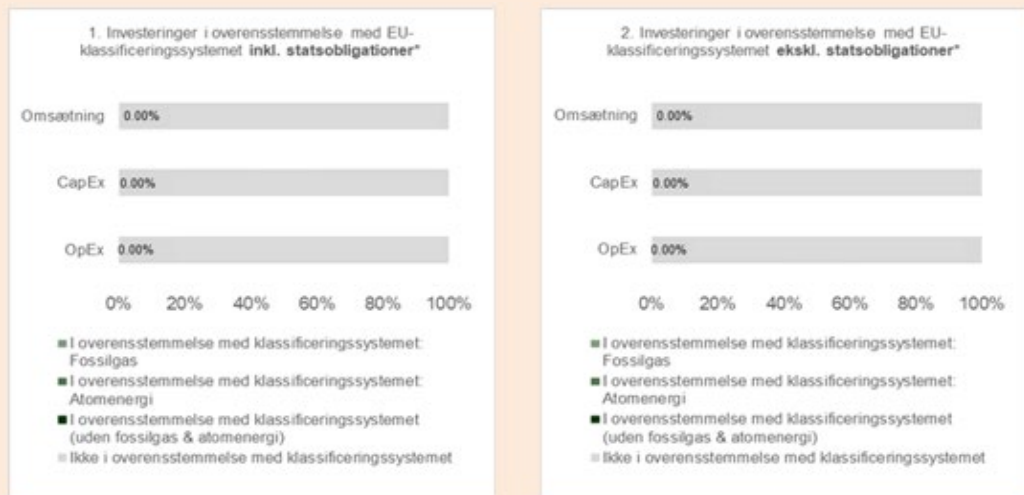 1. Investeringer i overensstemmelse med EU-
klassificeringssystemet inkl. statsobligationer*
Omsætning 0.00%
CapEx 0.00%
OpEx 0.00%
0% 20% 40% 60% 80% 100%
I overensstemmelse med klassificeringssystemet:
Fossilgas
I overensstemmelse med klassificeringssystemet:
Atomenergi
I overensstemmelse med klassificeringssystemet
(uden fossilgas & atomenergi)
Ikke i overensstemmelse med klassificeringssystemet
2. Investeringer i overensstemmelse med EU-
klassificeringssystemet ekskl. statsobligationer*
Omsætning 0.00%
CapEx 0.00%
OpEx 0.00%
0% 20% 40% 60% 80% 100%
I overensstemmelse med klassificeringssystemet:
Fossilgas
I overensstemmelse med klassificeringssystemet:
Atomenergi
I overensstemmelse med klassificeringssystemet
(uden fossilgas & atomenergi)
Ikke i overensstemmelse med klassificeringssystemet